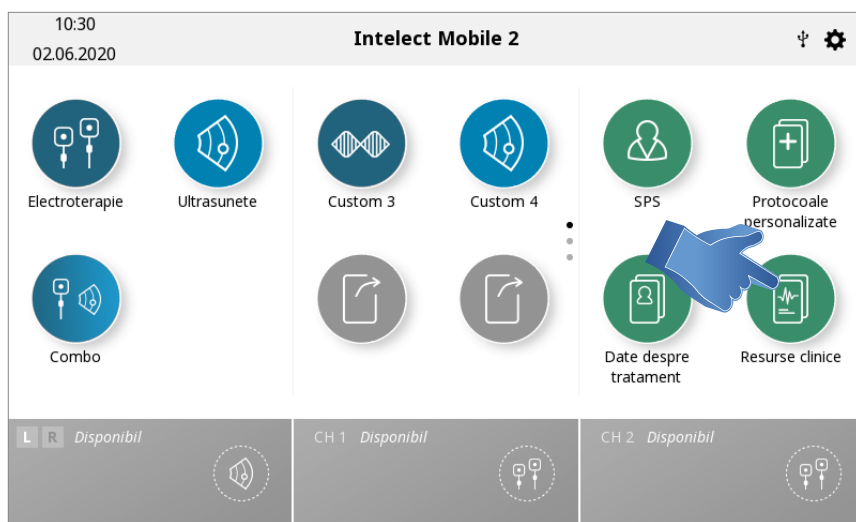 10:30
02.06.2020
Intelect Mobile 2
Electroterapie
Ultrasunete
Custom 3
Custom 4
SPS
Protocoale
personalizate
Combo
Date despre
tratament
Resurse clinice
L R Disponibil
CH 1 Disponibil
CH 2 Disponibil